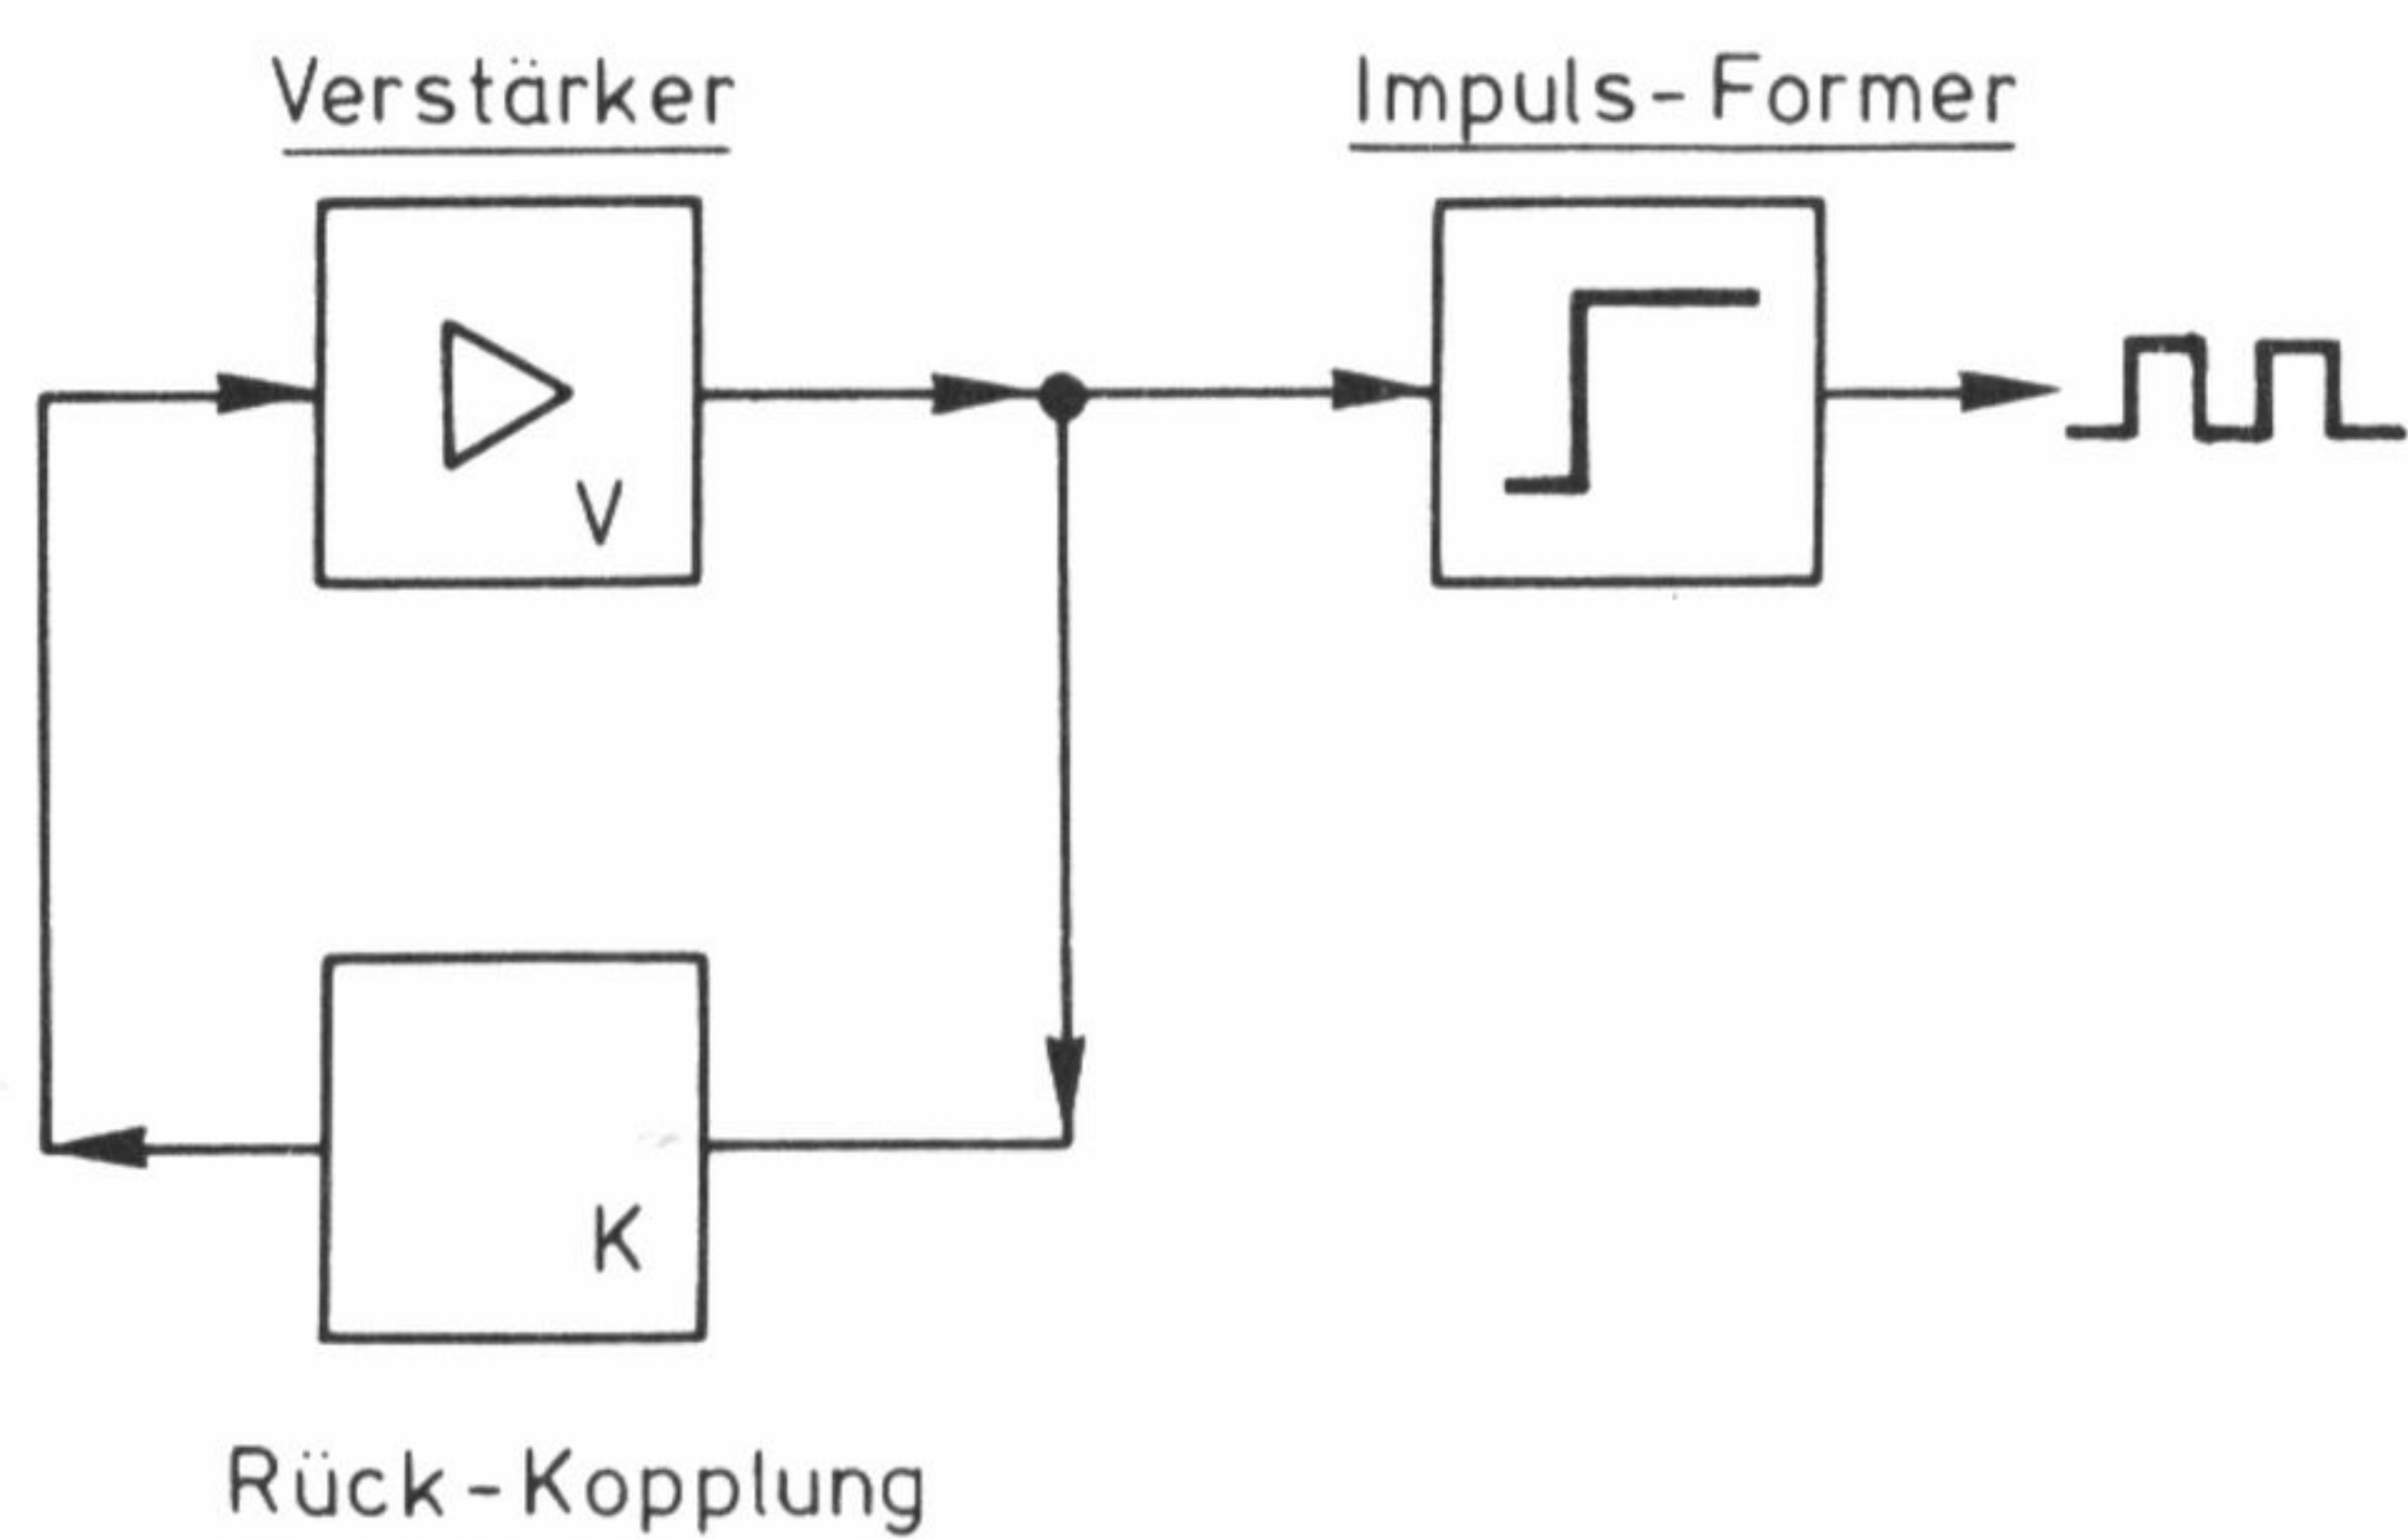 Verstärker
Impuls-Former
V
K
Rück-Kopplung